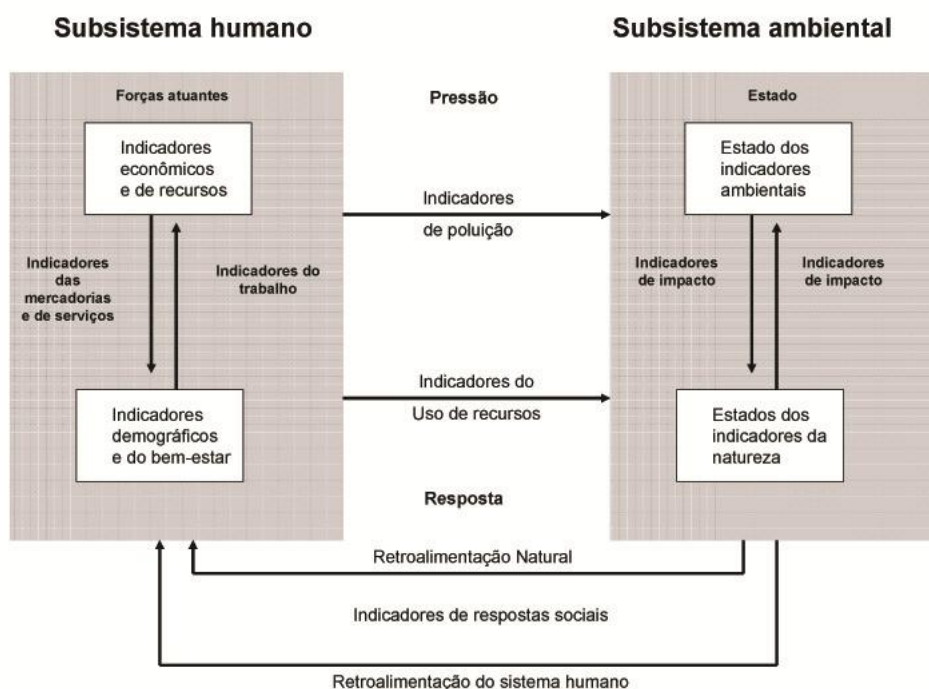 Subsistema humano
Subsistema ambiental
Forças atuantes
Indicadores
econômicos
e de recursos
Indicadores
das
mercadorias
e de serviços
Indicadores do
trabalho
Indicadores
demográficos
e do bem-estar
Pressão
Indicadores
de poluição
Indicadores do
Uso de recursos
Resposta
Estado
Estado dos
indicadores
ambientais
Indicadores
de impacto
Indicadores
de impacto
Estados dos
indicadores da
natureza
Retroalimentação Natural
Indicadores de respostas sociais
Retroalimentação do sistema humano